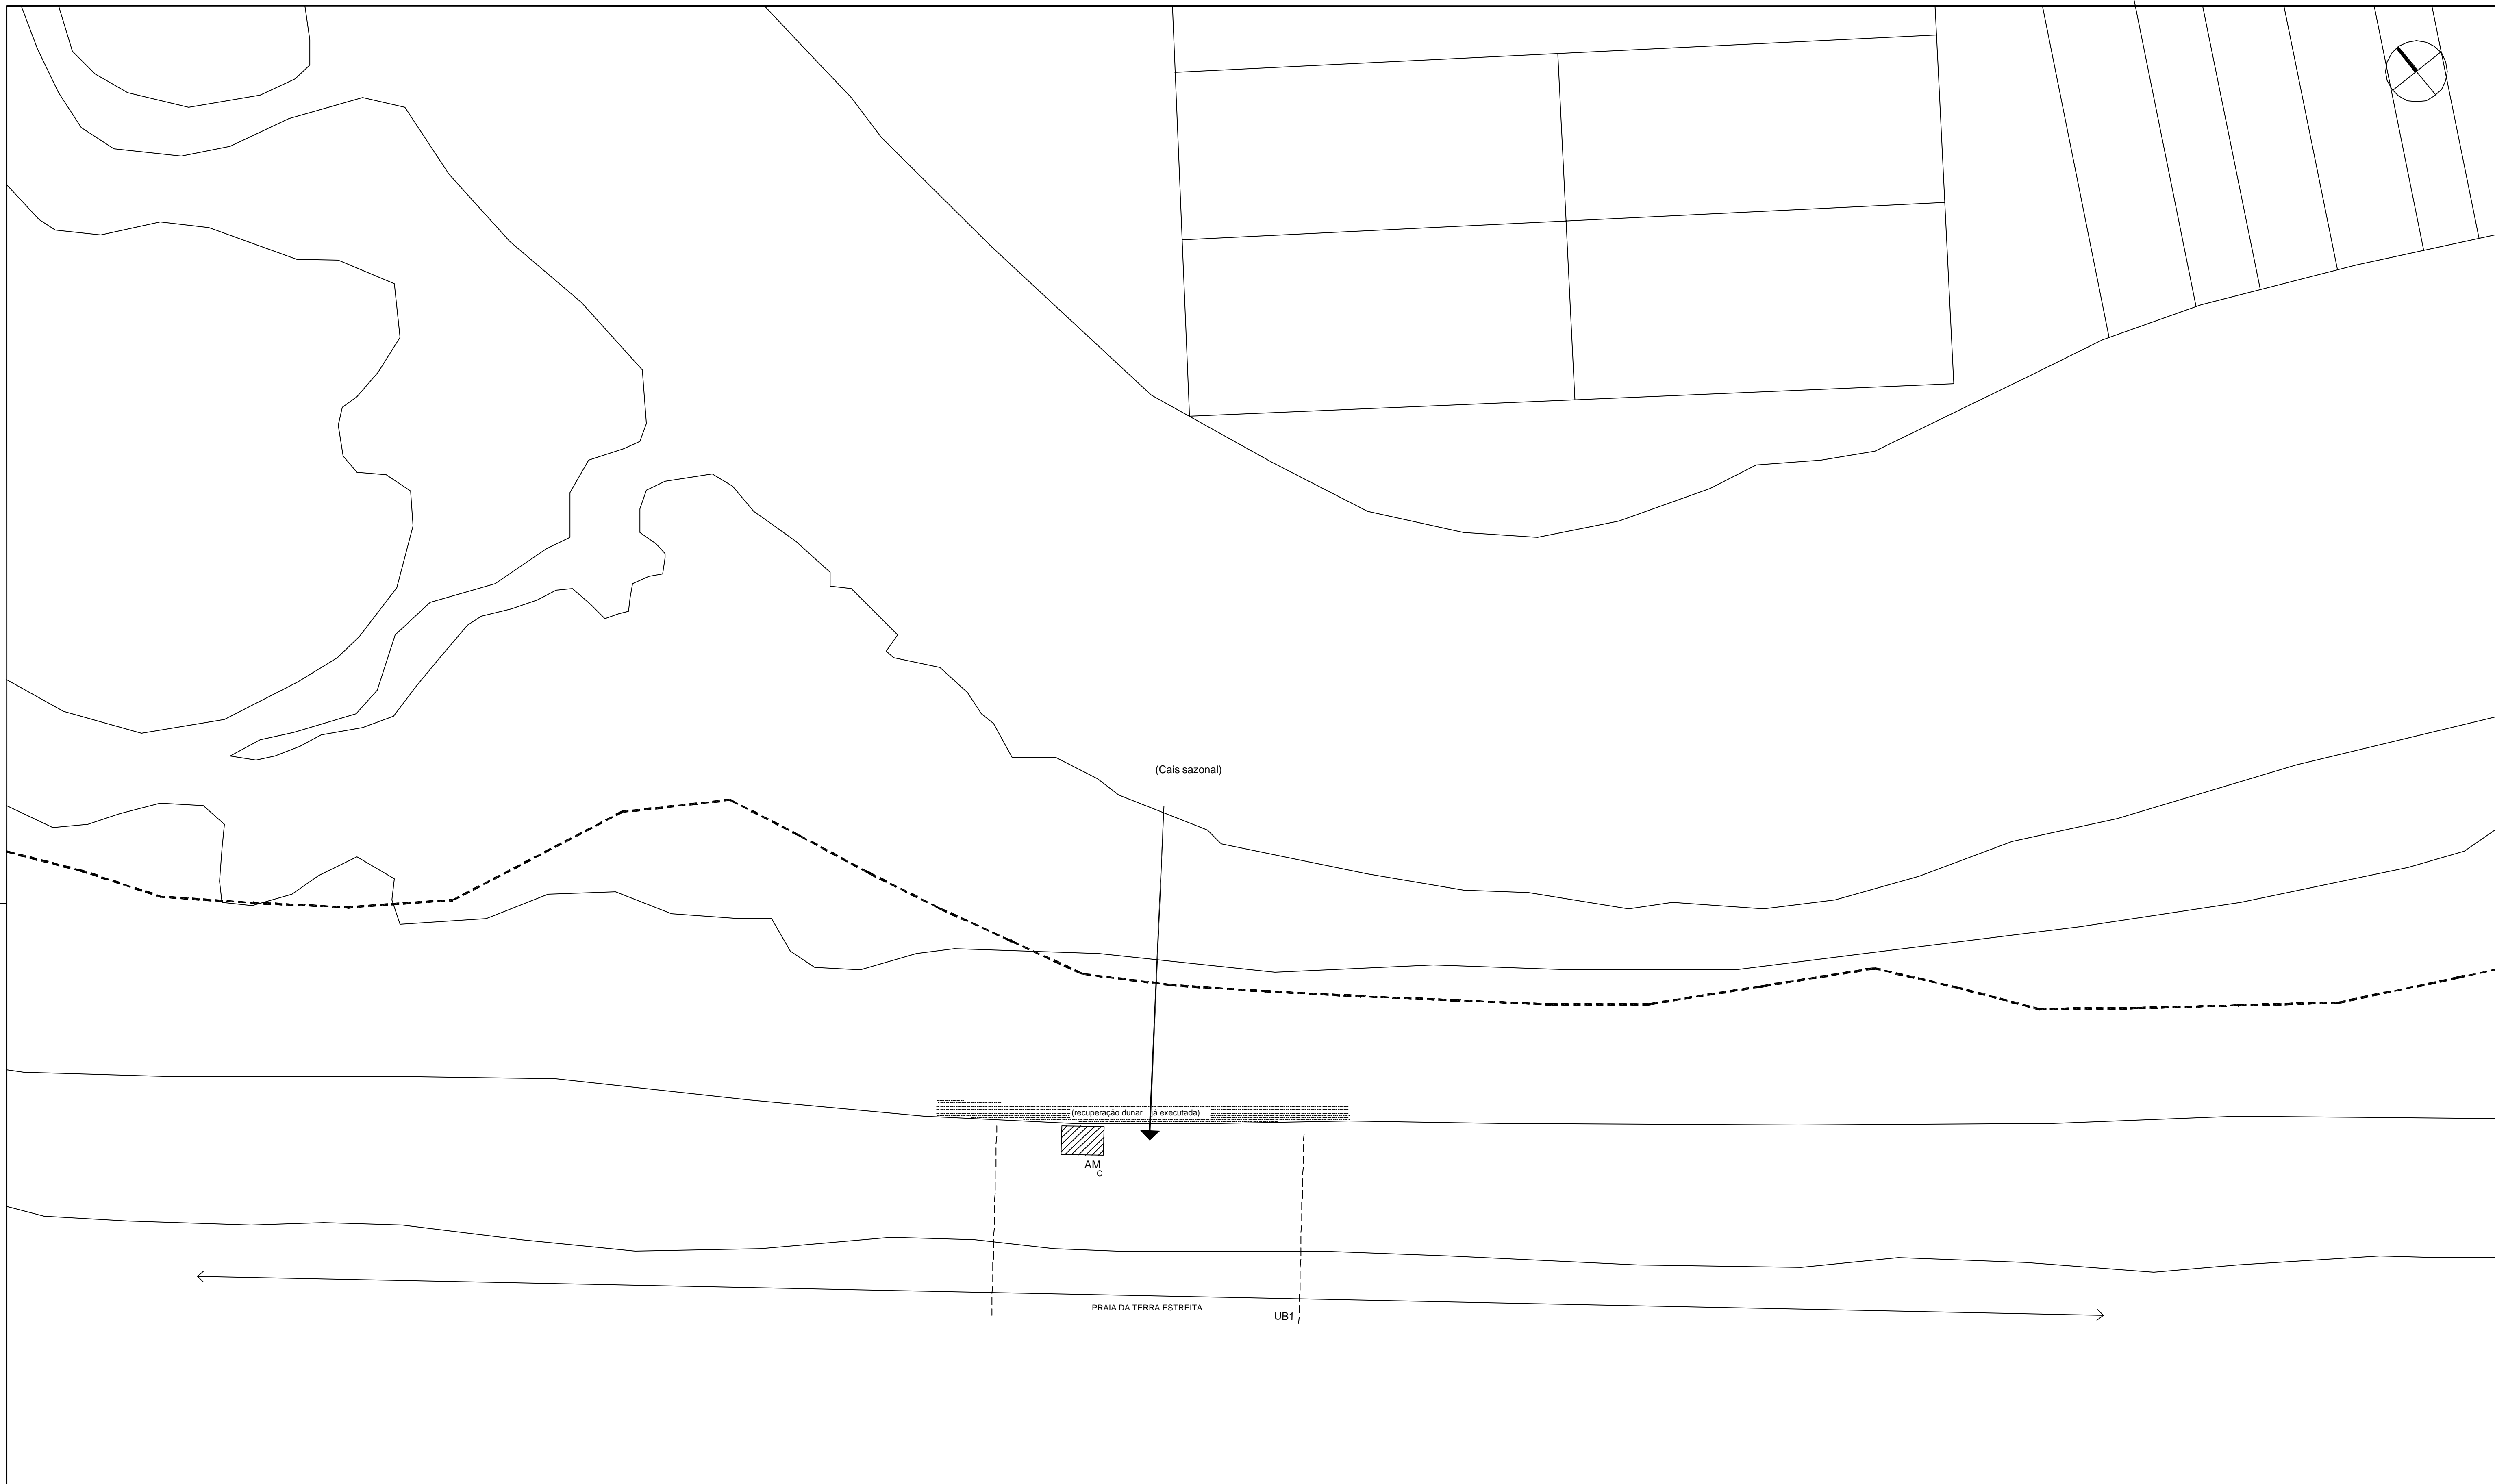 (Cais sazonal)
(recuperação dunar já executada)
AM
C
PRAIA DA TERRA ESTREITA
UB1